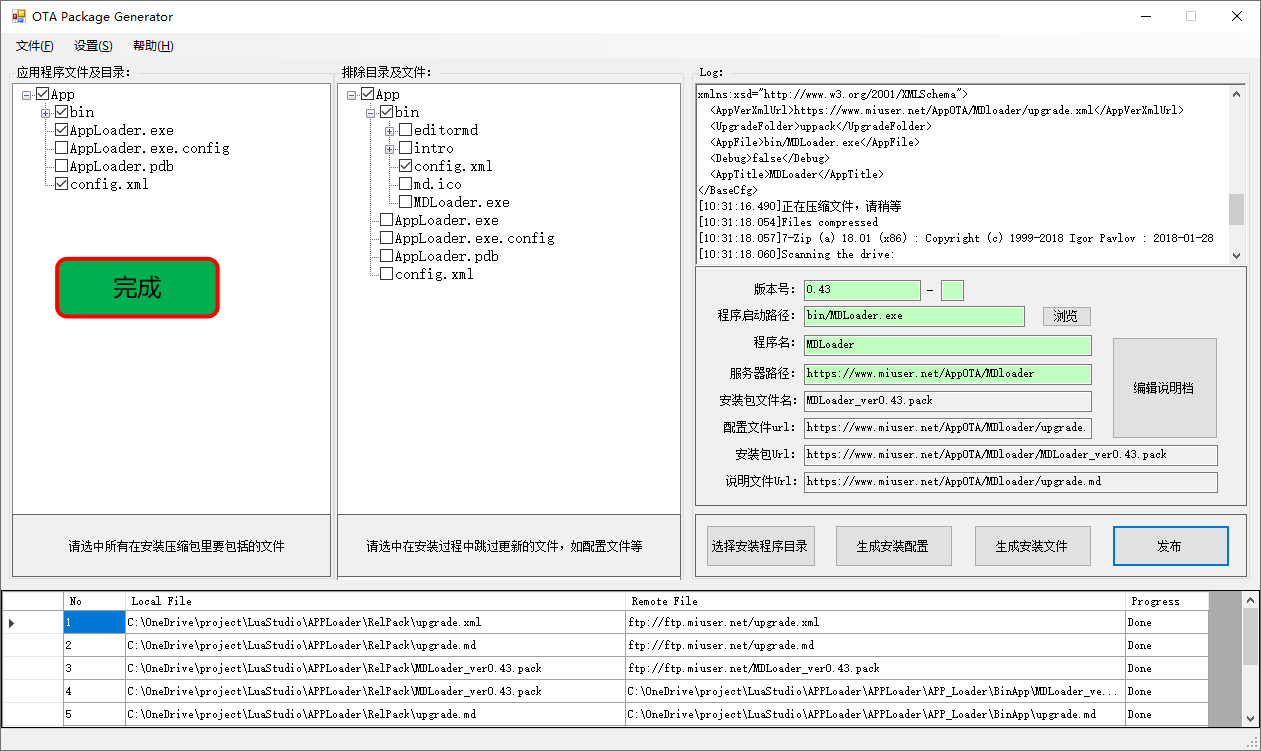 OTA Package Generator
文件(F) 设置(S) 帮助(H)
应用程序文件及目录:
App
bin
AppLoader.exe
AppLoader.exe.config
AppLoader.pdb
config.xml
完成
请选中所有在安装压缩包里要包括的文件
排除目录及文件:
App
bin
editormd
intro
config.xml
md.ico
MDLoader.exe
AppLoader.exe
AppLoader.exe.config
AppLoader.pdb
config.xml
请选中在安装过程中跳过更新的文件，如配置文件等
Log:
xmlns:xsd="http://www.w3.org/2001/XMLSchema">
<AppVerXmlUrl>https://www.miuser.net/AppOTA/MDloader/upgrade.xml</AppVerXmlUrl>
<UpgradeFolder>uppack</UpgradeFolder>
<AppFile>bin/MDLoader.exe</AppFile>
<Debug>false</Debug>
<AppTitle>MDLoader</AppTitle>
</BaseCfg>
[10:31:16.490]正在压缩文件，请稍等
[10:31:18.054]Files compressed
[10:31:18.057]7-Zip (a) 18.01 (x86) : Copyright (c) 1999-2018 Igor Pavlov : 2018-01-28
[10:31:18.060]Scanning the drive:
版本号: 0.43 -
程序启动路径: bin/MDLoader.exe 浏览
程序名: MDLoader
服务器路径: https://www.miuser.net/AppOTA/MDloader
安装包文件名: MDLoader_ver0.43.pack
配置文件url: https://www.miuser.net/AppOTA/MDloader/upgrade.
安装包Url: https://www.miuser.net/AppOTA/MDloader/MDLoader_ver0.43.pack
说明文件Url: https://www.miuser.net/AppOTA/MDloader/upgrade.md
编辑说明档
选择安装程序目录 生成安装配置 生成安装文件 发布
No Local File Remote File Progress
1 C:\OneDrive\project\LuaStudio\APPLoader\RelPack\upgrade.xml ftp://ftp.miuser.net/upgrade.xml Done
2 C:\OneDrive\project\LuaStudio\APPLoader\RelPack\upgrade.md ftp://ftp.miuser.net/upgrade.md Done
3 C:\OneDrive\project\LuaStudio\APPLoader\RelPack\MDLoader_ver0.43.pack ftp://ftp.miuser.net/MDLoader_ver0.43.pack Done
4 C:\OneDrive\project\LuaStudio\APPLoader\RelPack\MDLoader_ver0.43.pack C:\OneDrive\project\LuaStudio\APPLoader\APPLoader\APP_Loader\BinApp\MDLoader_ve... Done
5 C:\OneDrive\project\LuaStudio\APPLoader\RelPack\upgrade.md C:\OneDrive\project\LuaStudio\APPLoader\APPLoader\APP_Loader\BinApp\upgrade.md Done